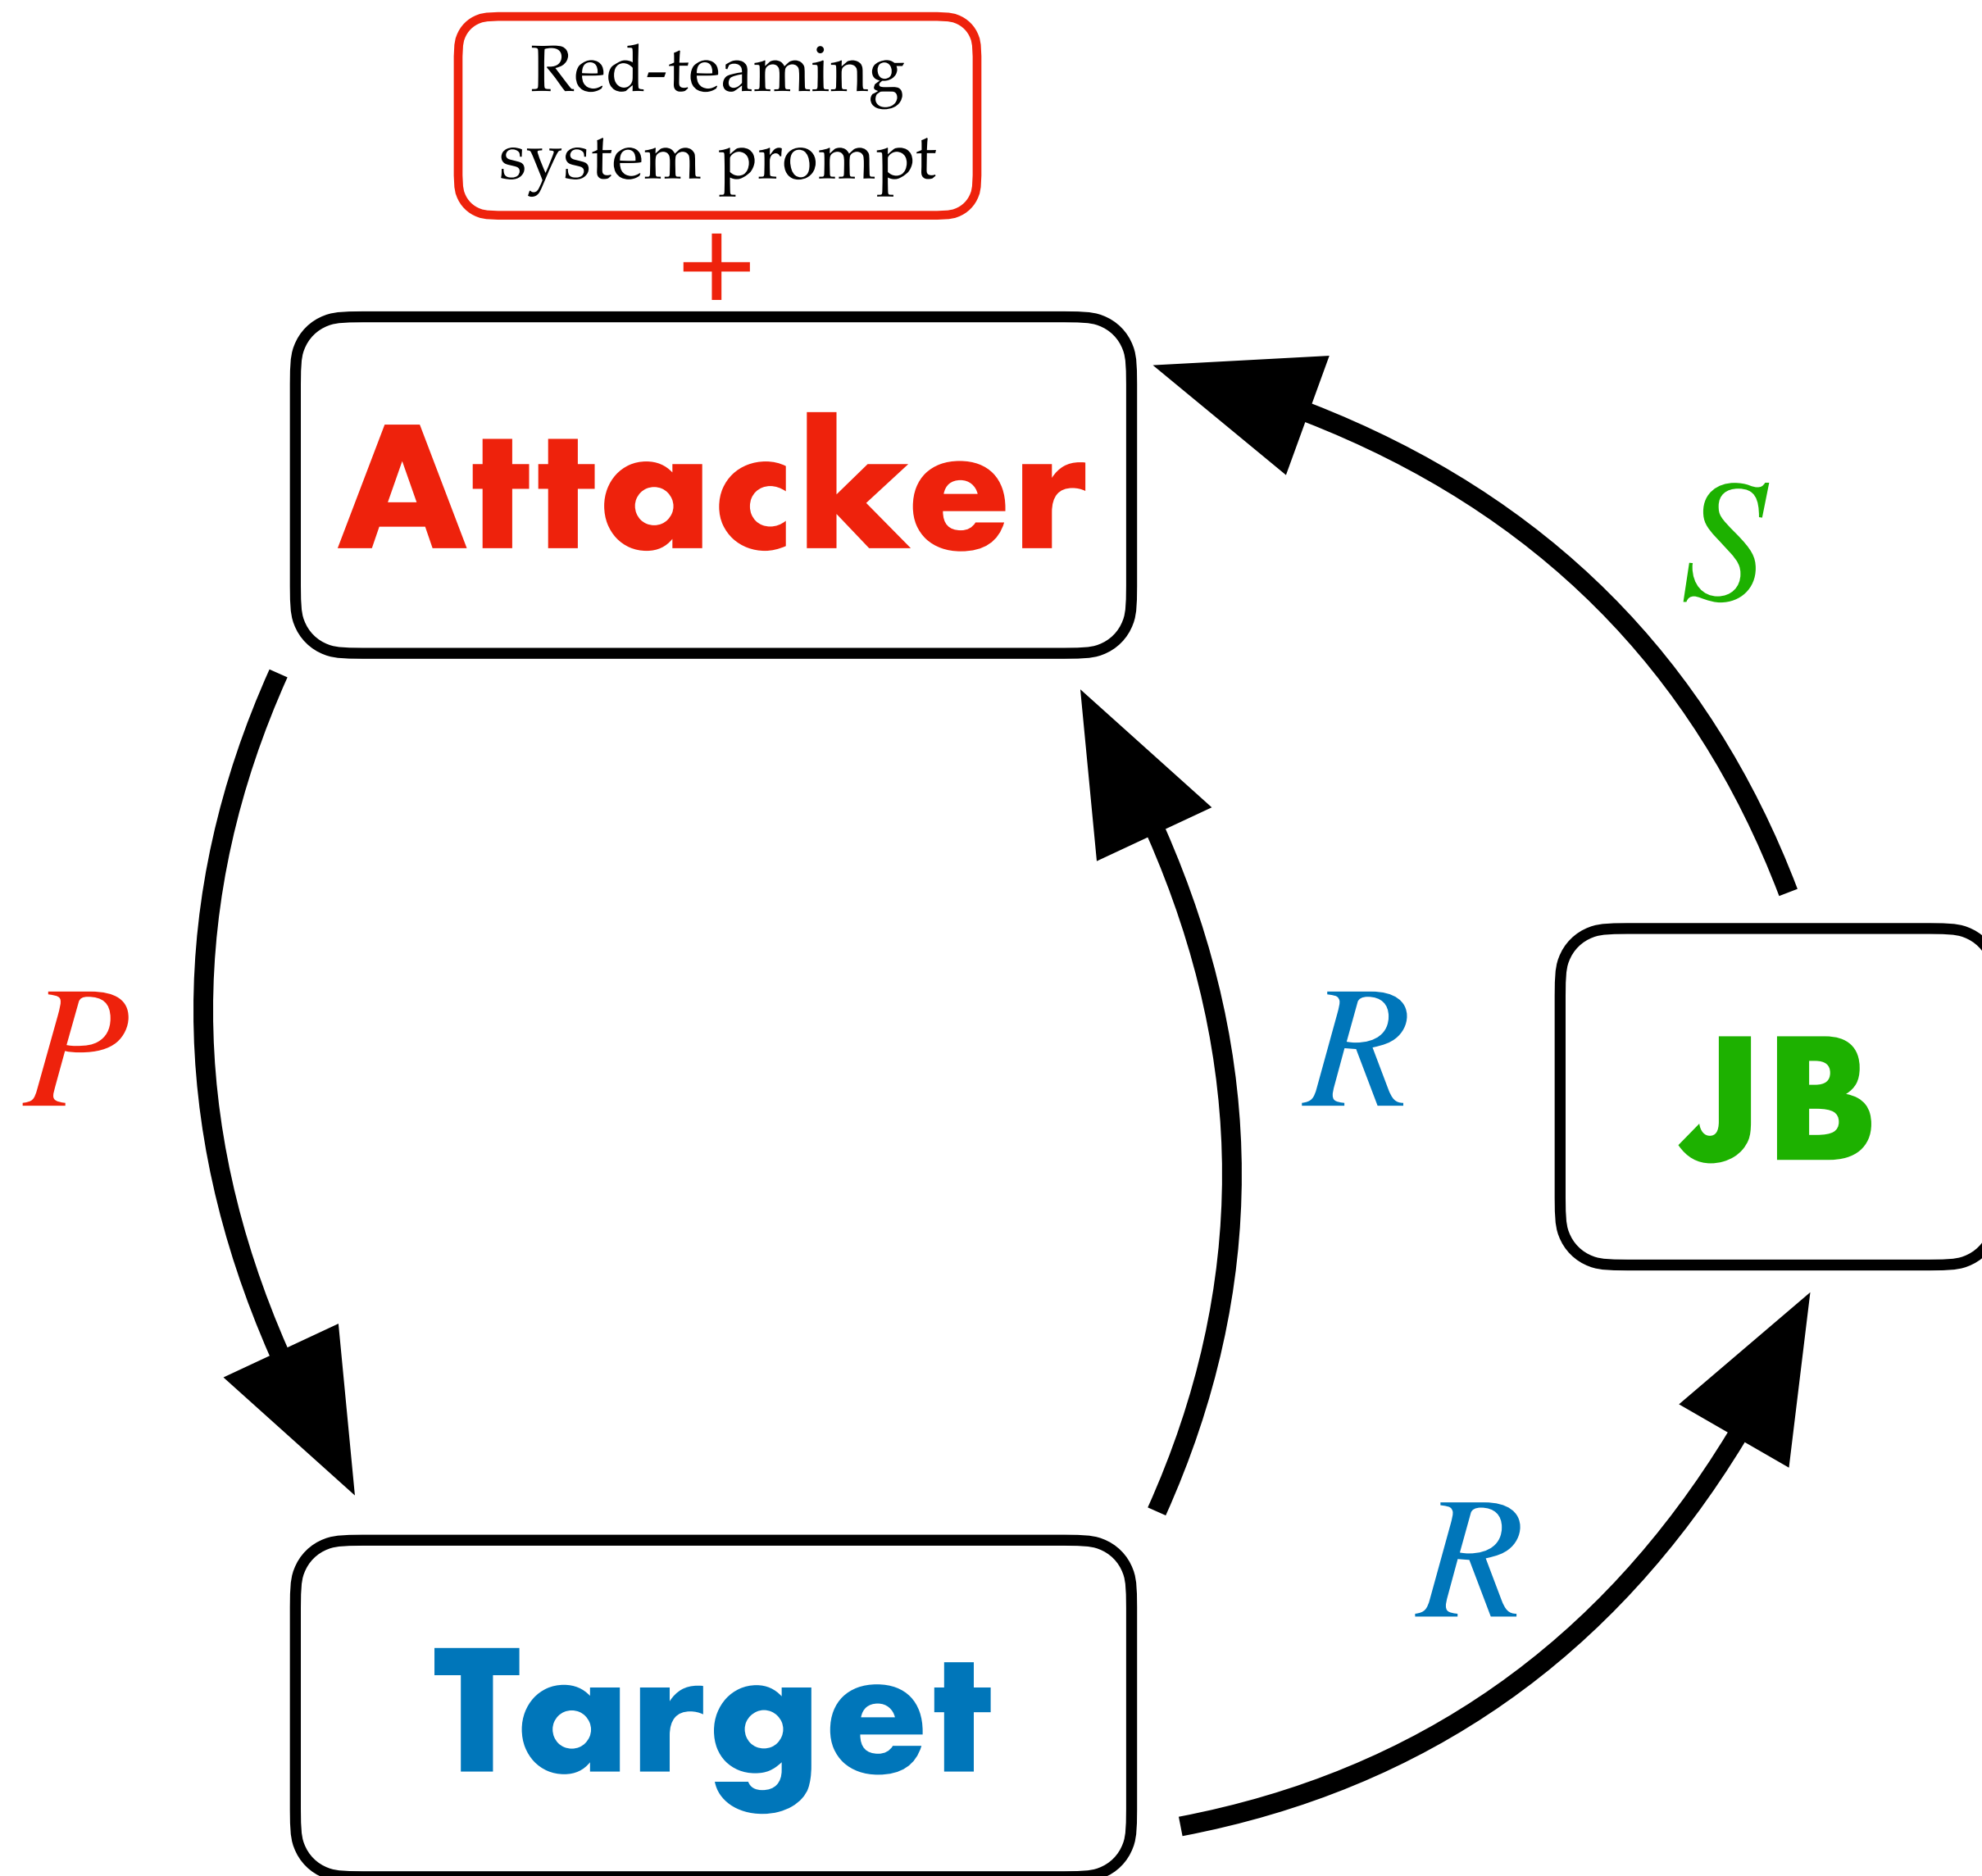 Red-teaming
system prompt
+
Attacker
S
P
R
JB
R
Target